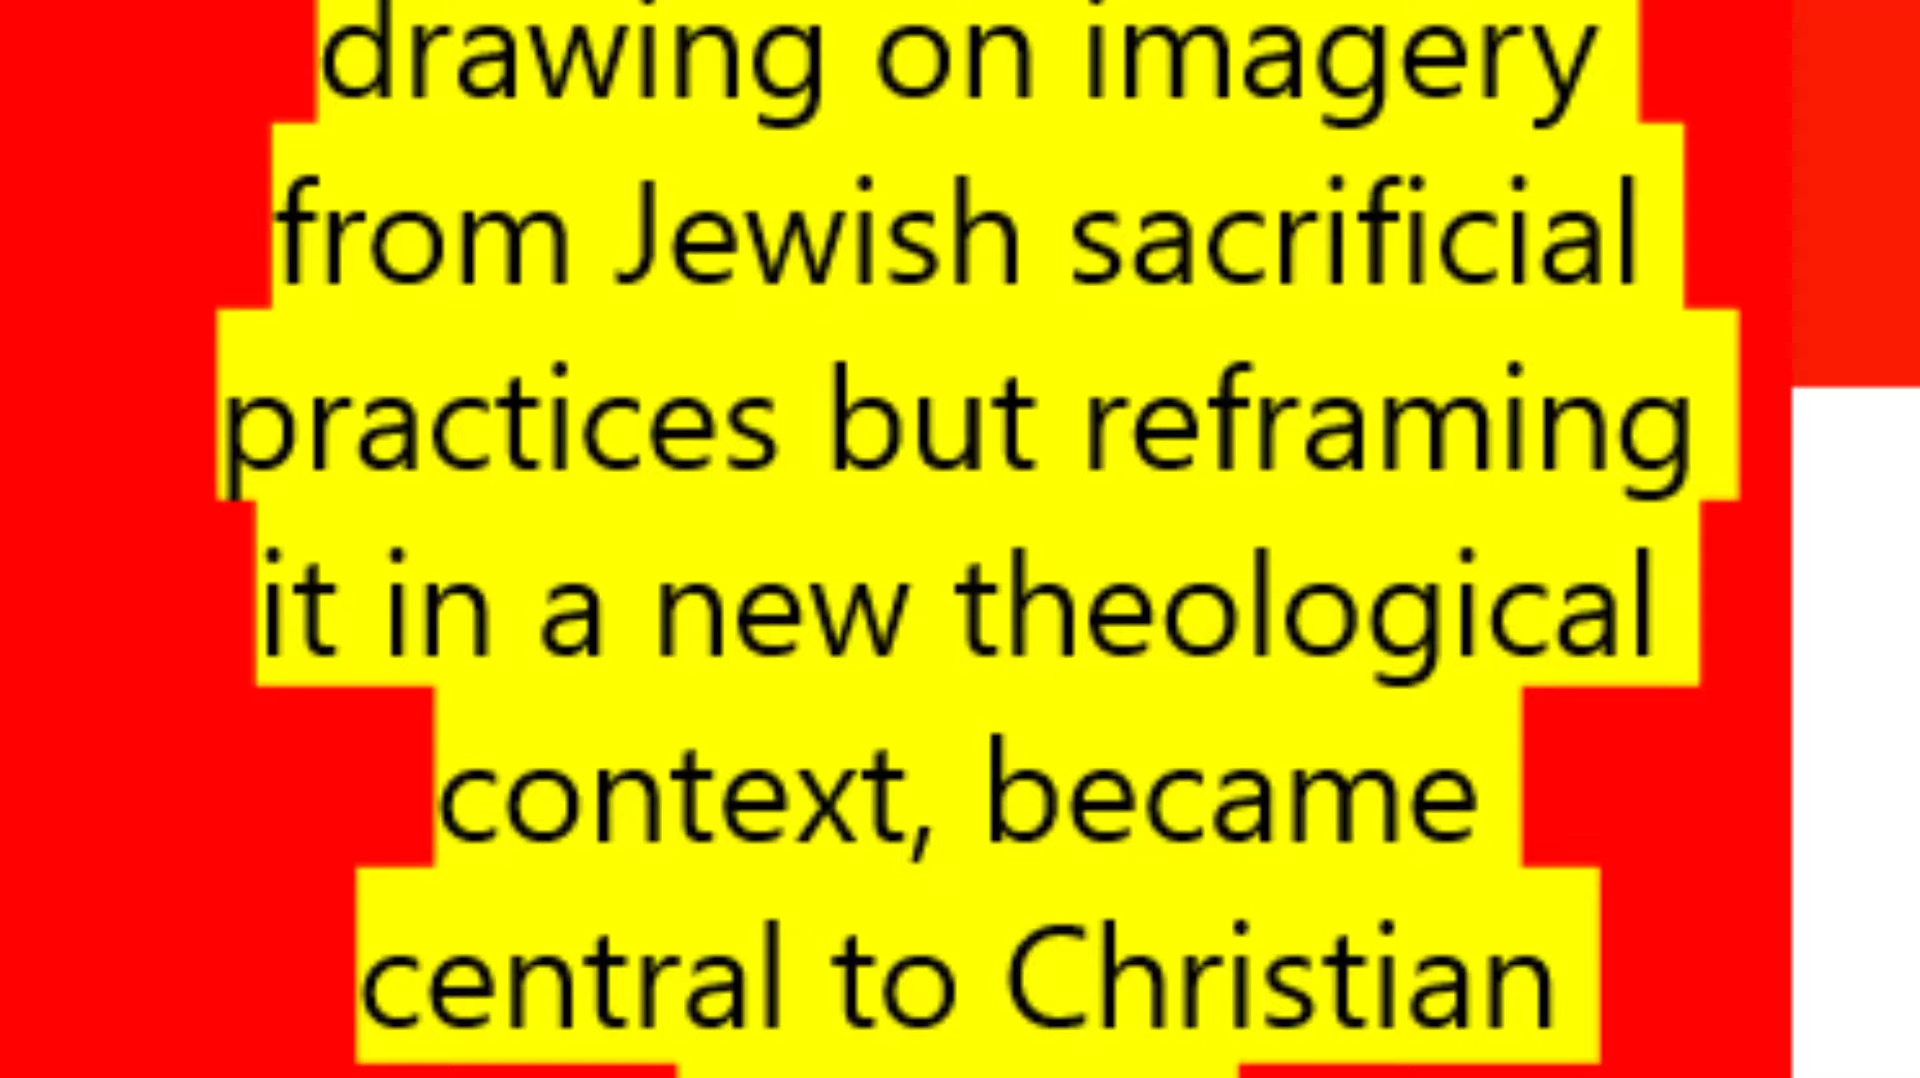 drawing on imagery
from Jewish sacrificial
practices but reframing
it in a new theological
context, became
central to Christian